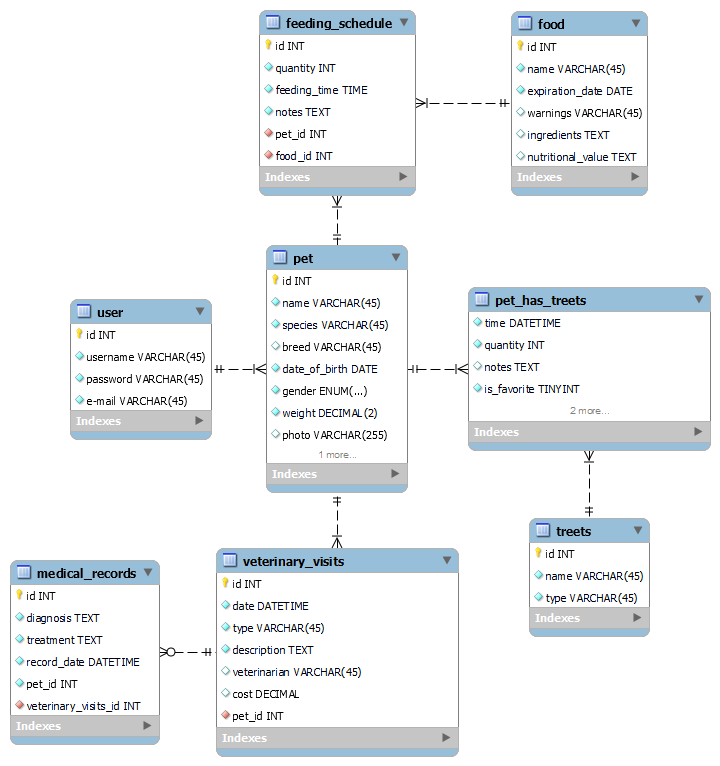 feeding_schedule
id INT
quantity INT
feeding_time TIME
notes TEXT
pet_id INT
food_id INT
Indexes
food
id INT
name VARCHAR(45)
expiration_date DATE
warnings VARCHAR(45)
ingredients TEXT
nutritional_value TEXT
Indexes
pet
id INT
name VARCHAR(45)
species VARCHAR(45)
breed VARCHAR(45)
date_of_birth DATE
gender ENUM(...)
weight DECIMAL(2)
photo VARCHAR(255)
1 more...
Indexes
user
id INT
username VARCHAR(45)
password VARCHAR(45)
e-mail VARCHAR(45)
Indexes
pet_has_treets
time DATETIME
quantity INT
notes TEXT
is_favorite TINYINT
2 more...
Indexes
treets
id INT
name VARCHAR(45)
type VARCHAR(45)
Indexes
veterinary_visits
id INT
date DATETIME
type VARCHAR(45)
description TEXT
veterinarian VARCHAR(45)
cost DECIMAL
pet_id INT
Indexes
medical_records
id INT
diagnosis TEXT
treatment TEXT
record_date DATETIME
pet_id INT
veterinary_visits_id INT
Indexes